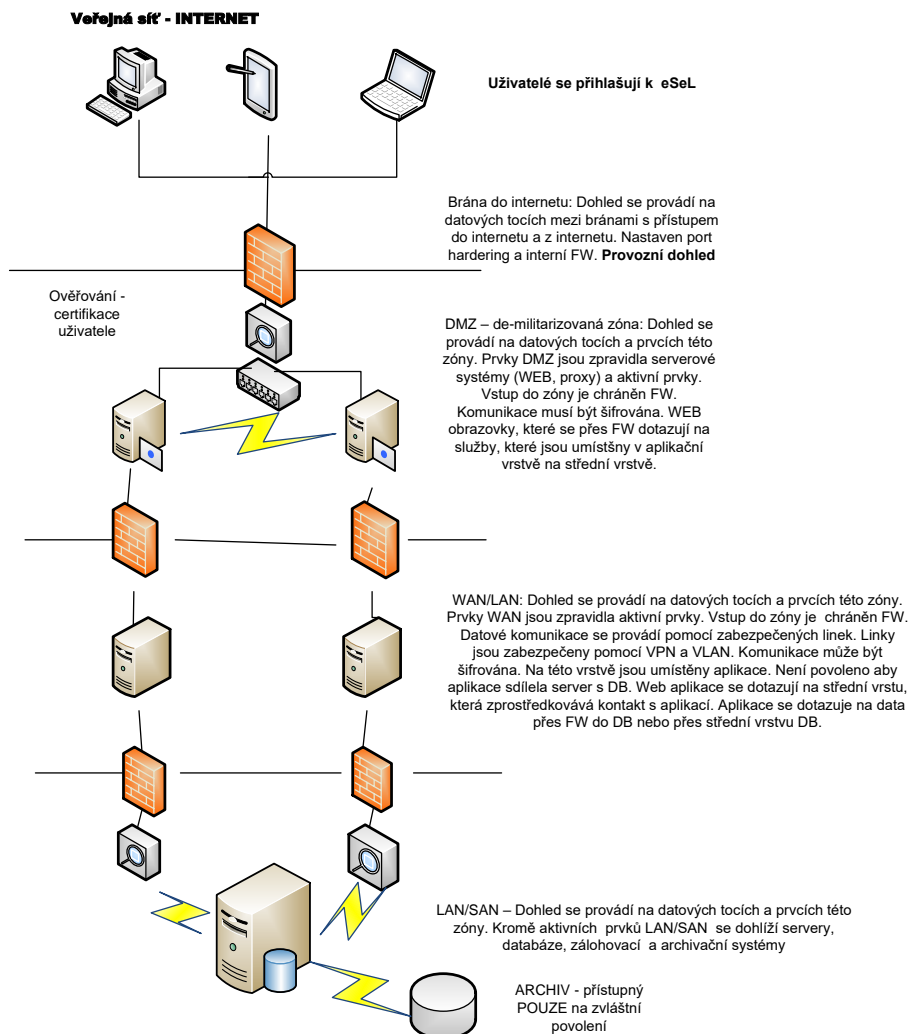 Veřejná síť - INTERNET
Uživatelé se přihlašují k eSeL
Brána do internetu: Dohled se provádí na
datových tocích mezi bránami s přístupem
do internetu a z internetu. Nastaven port
hardering a interní FW. Provozní dohled
Ověřování -
certifikace
uživatele
DMZ – de-militarizovaná zóna: Dohled se
provádí na datových tocích a prvcích této
zóny. Prvky DMZ jsou zpravidla serverové
systémy (WEB, proxy) a aktivní prvky.
Vstup do zóny je chráněn FW.
Komunikace musí být šifrována. WEB
obrazovky, které se přes FW dotazují na
služby, které jsou umístšny v aplikační
vrstvě na střední vrstvě.
WAN/LAN: Dohled se provádí na datových tocích a prvcích této zóny.
Prvky WAN jsou zpravidla aktivní prvky. Vstup do zóny je chráněn FW.
Datové komunikace se provádí pomocí zabezpečených linek. Linky
jsou zabezpečeny pomocí VPN a VLAN. Komunikace může být
šifrována. Na této vrstvě jsou umístěny aplikace. Není povoleno aby
aplikace sdílela server s DB. Web aplikace se dotazují na střední vrstu,
která zprostředkovává kontakt s aplikací. Aplikace se dotazuje na data
přes FW do DB nebo přes střední vrstvu DB.
LAN/SAN – Dohled se provádí na datových tocích a prvcích této
zóny. Kromě aktivních prvků LAN/SAN se dohlíží servery,
databáze, zálohovací a archivační systémy
ARCHIV - přístupný
POUZE na zvláštní
povolení